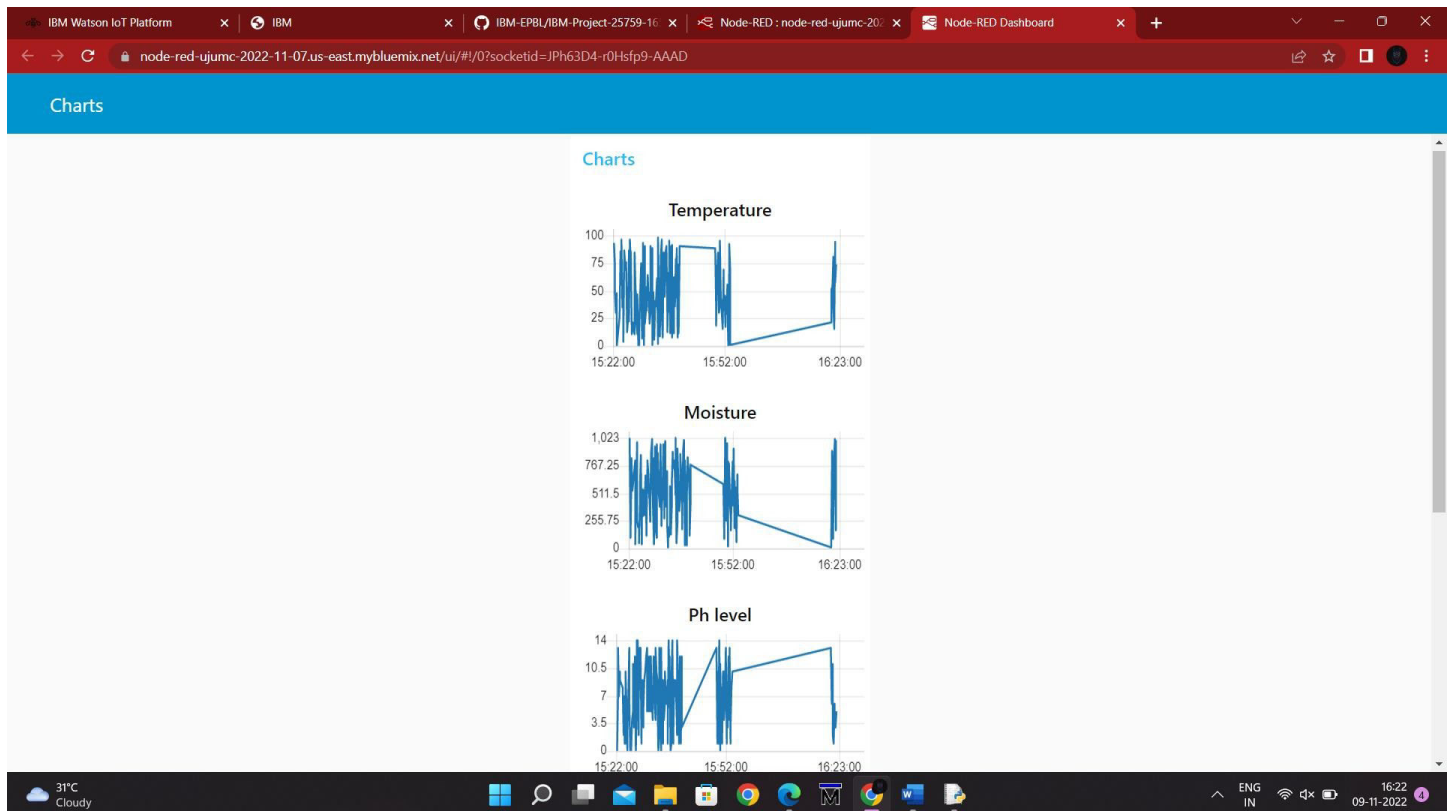 IBM Watson IoT Platform
IBM
IBM-EPBL/IBM-Project-25759-16
Node-RED : node-red-ujumc-202
Node-RED Dashboard
node-red-ujumc-2022-11-07.us-east.mybluemix.net/ui/#!/0?socketid=JPh63D4-r0Hsfp9-AAAD
Charts
Charts
Temperature
100
75
50
25
0
15:22:00 15:52:00 16:23:00
Moisture
1,023
767.25
511.5
255.75
0
15:22:00 15:52:00 16:23:00
Ph level
14
10.5
7
3.5
0
15:22:00 15:52:00 16:23:00
31°C
Cloudy
ENG
IN
16:22
09-11-2022
4